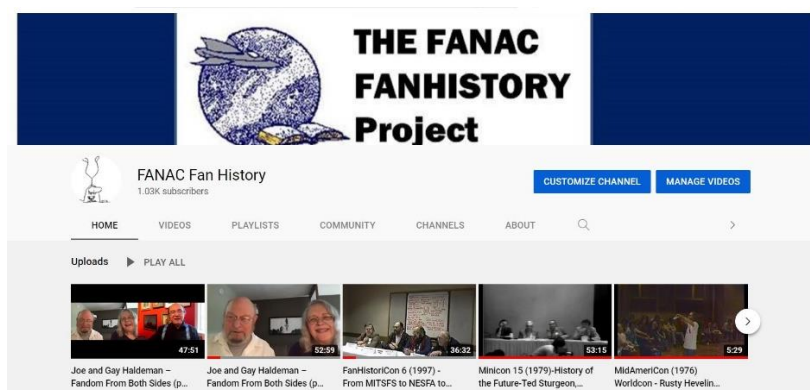 THE FANAC
FANHISTORY
Project
FANAC Fan History
1.03K subscribers
CUSTOMIZE CHANNEL
MANAGE VIDEOS
HOME
VIDEOS
PLAYLISTS
COMMUNITY
CHANNELS
ABOUT
Uploads
PLAY ALL
47:51
52:59
36:32
53:15
5:29
Joe and Gay Haldeman –
Fandom From Both Sides (p...
Joe and Gay Haldeman –
Fandom From Both Sides (p...
FanHistoriCon 6 (1997) -
From MITSFS to NESFA to...
Minicon 15 (1979)-History of
the Future-Ted Sturgeon,...
MidAmeriCon (1976)
Worldcon - Rusty Hevelin...